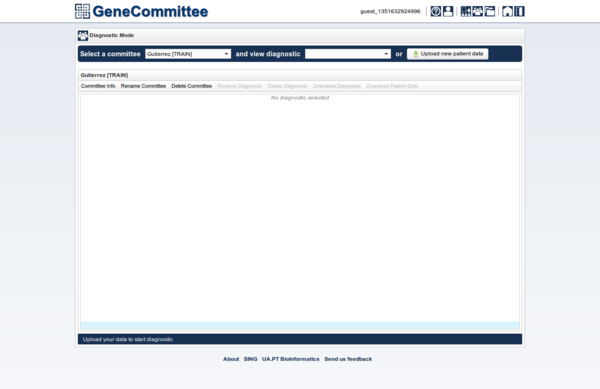 GeneCommittee
guest_1351632924996
Diagnostic Mode
Select a committee Gutierrez [TRAIN] and view diagnostic or Upload new patient data
Gutierrez [TRAIN]
Committee Info Rename Committee Delete Committee Rename Diagnostic Delete Diagnostic Download Diagnostic Download Patient Data
No diagnostic selected
Upload your data to start diagnostic
About SING UA.PT Bioinformatics Send us feedback